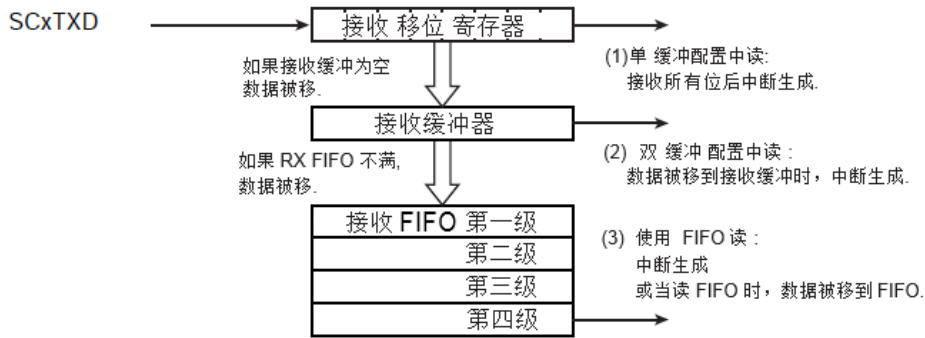 SCxTXD
接收 移位 寄存器
如果接收缓冲为空
数据被移.
(1)单 缓冲配置中读:
接收所有位后中断生成.
接收缓冲器
如果 RX FIFO 不满,
数据被移.
(2) 双 缓冲 配置中读 :
数据被移到接收缓冲时，中断生成.
接收 FIFO 第一级
第二级
第三级
第四级
(3) 使用 FIFO 读 :
中断生成
或当读 FIFO 时，数据被移到 FIFO.